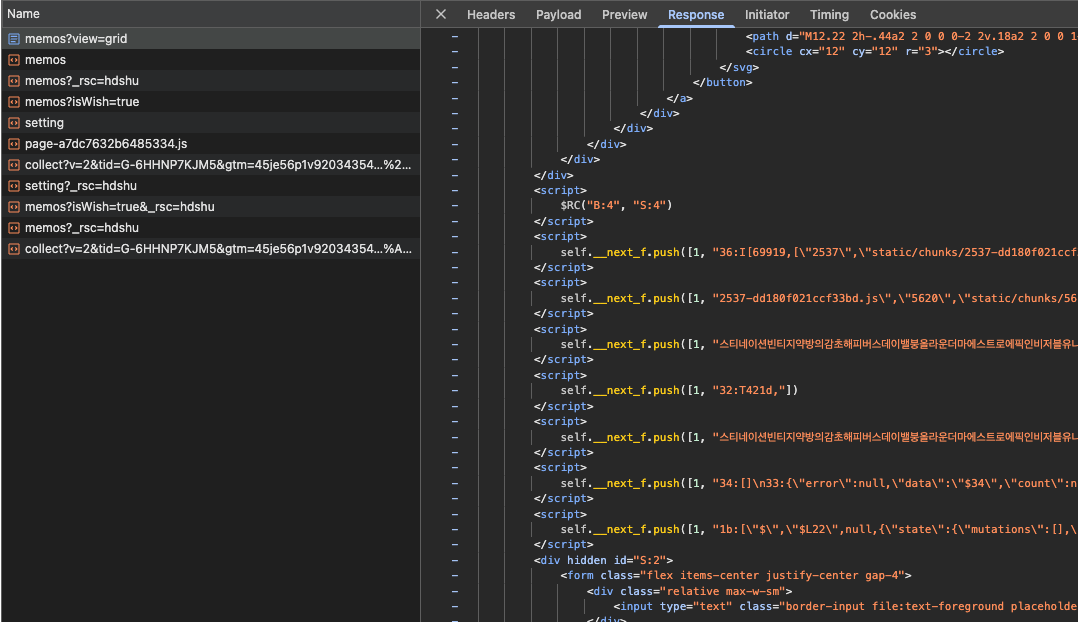 Name
memos?view=grid
memos
memos?_rsc=hdshu
memos?isWish=true
setting
page-a7dc7632b6485334.js
collect?v=2&tid=G-6HHNP7KJM5&gtm=45je56p1v92034354...%2...
setting?_rsc=hdshu
memos?isWish=true&_rsc=hdshu
memos?_rsc=hdshu
collect?v=2&tid=G-6HHNP7KJM5&gtm=45je56p1v92034354...%A...
Headers Payload Preview Response Initiator Timing Cookies
<path d="M12.22 2h-.44a2 2 0 0 0-2 2v.18a2 2 0 0 1
<circle cx="12" cy="12" r="3"></circle>
</svg>
</button>
</a>
</div>
</div>
</div>
</div>
</div>
<script>
$RC("B:4", "S:4")
</script>
<script>
self.__next_f.push([1, "36:I[69919,[\"2537\",\"static/chunks/2537-dd180f021ccf
</script>
<script>
self.__next_f.push([1, "2537-dd180f021ccf33bd.js\",\"5620\",\"static/chunks/56
</script>
<script>
self.__next_f.push([1, "스티네이션빈티지약방의감초해피버스데이밸붕올라운더마에스트로에픽인비저블유니
</script>
<script>
self.__next_f.push([1, "32:T421d,"])
</script>
<script>
self.__next_f.push([1, "스티네이션빈티지약방의감초해피버스데이밸붕올라운더마에스트로에픽인비저블유니
</script>
<script>
self.__next_f.push([1, "34:[]\n33:{\"error\":null,\"data\":\"$34\",\"count\":n
</script>
<script>
self.__next_f.push([1, "1b:[\"$\",\"$L22\",null,{\"state\":{\"mutations\":[],\
</script>
<div hidden id="S:2">
<form class="flex items-center justify-center gap-4">
<div class="relative max-w-sm">
<input type="text" class="border-input file:text-foreground placeholde
</div>